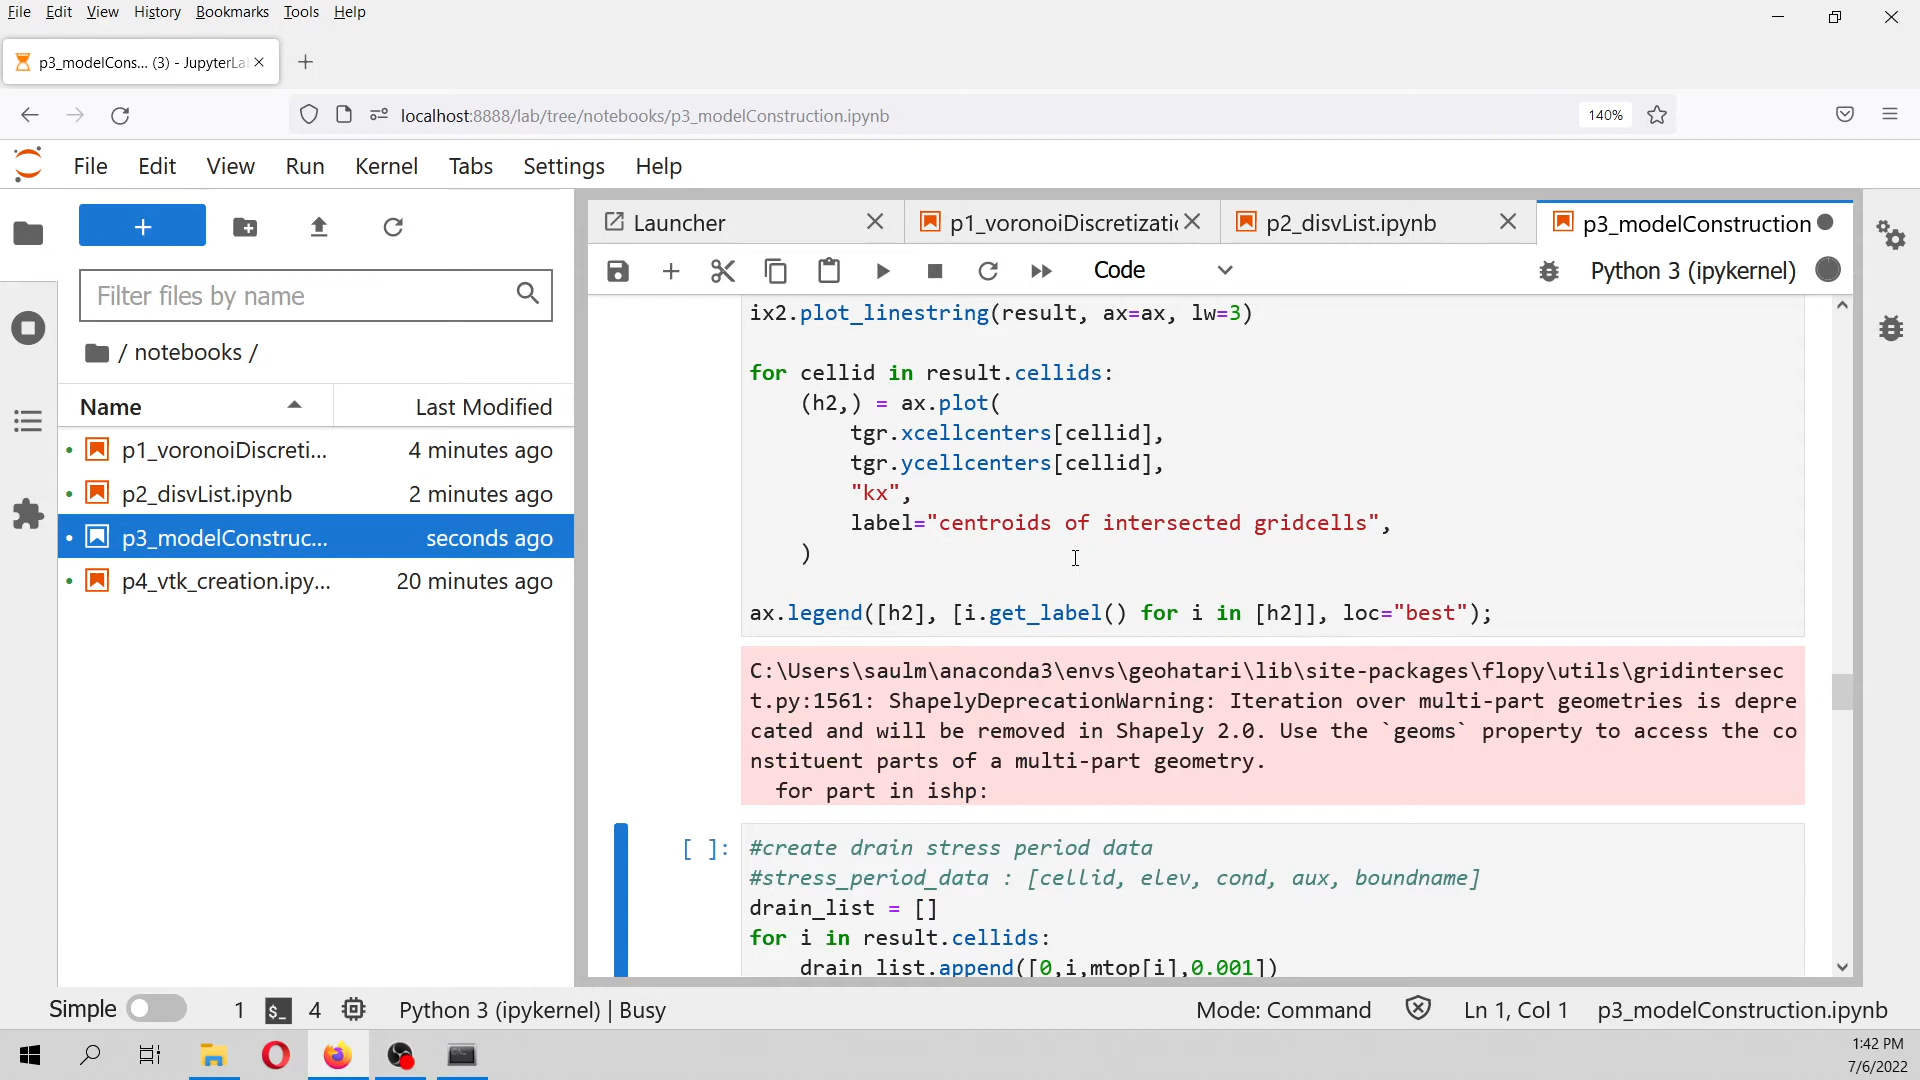 File Edit View History Bookmarks Tools Help
p3_modelCons... (3) - JupyterLa
localhost:8888/lab/tree/notebooks/p3_modelConstruction.ipynb
140%
File Edit View Run Kernel Tabs Settings Help
Launcher
p1_voronoiDiscretizati
p2_disvList.ipynb
p3_modelConstruction
Code
Python 3 (ipykernel)
Filter files by name
/ notebooks /
Name Last Modified
p1_voronoiDiscreti... 4 minutes ago
p2_disvList.ipynb 2 minutes ago
p3_modelConstruc... seconds ago
p4_vtk_creation.ipy... 20 minutes ago
ix2.plot_linestring(result, ax=ax, lw=3)
for cellid in result.cellids:
    (h2,) = ax.plot(
        tgr.xcellcenters[cellid],
        tgr.ycellcenters[cellid],
        "kx",
        label="centroids of intersected gridcells",
    )
ax.legend([h2], [i.get_label() for i in [h2]], loc="best");
C:\Users\saulm\anaconda3\envs\geohatari\lib\site-packages\flopy\utils\gridintersec
t.py:1561: ShapelyDeprecationWarning: Iteration over multi-part geometries is depre
cated and will be removed in Shapely 2.0. Use the `geoms` property to access the co
nstituent parts of a multi-part geometry.
  for part in ishp:
[ ]:
#create drain stress period data
#stress_period_data : [cellid, elev, cond, aux, boundname]
drain_list = []
for i in result.cellids:
    drain_list.append([0,i,mtop[i],0.001])
Simple 1 $_ 4 Python 3 (ipykernel) | Busy Mode: Command Ln 1, Col 1 p3_modelConstruction.ipynb
1:42 PM
7/6/2022